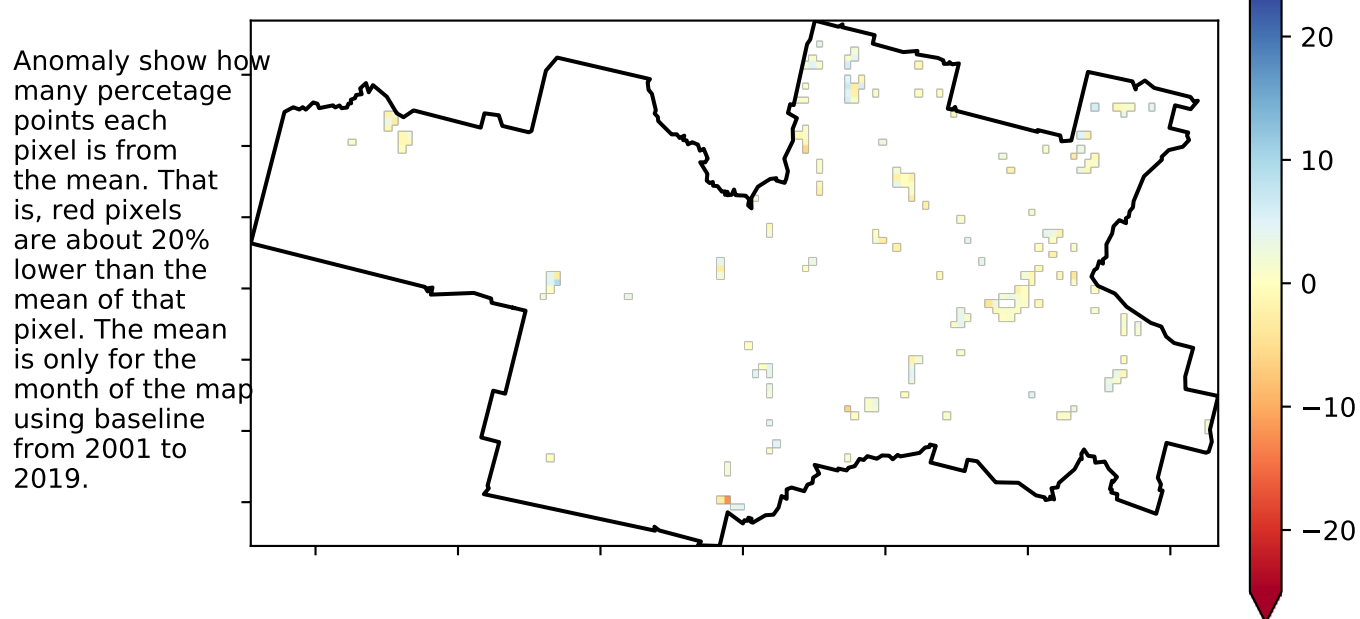 Anomaly show how
many percetage
points each
pixel is from
the mean. That
is, red pixels
are about 20%
lower than the
mean of that
pixel. The mean
is only for the
month of the map
using baseline
from 2001 to
2019.
20
10
0
−10
−20